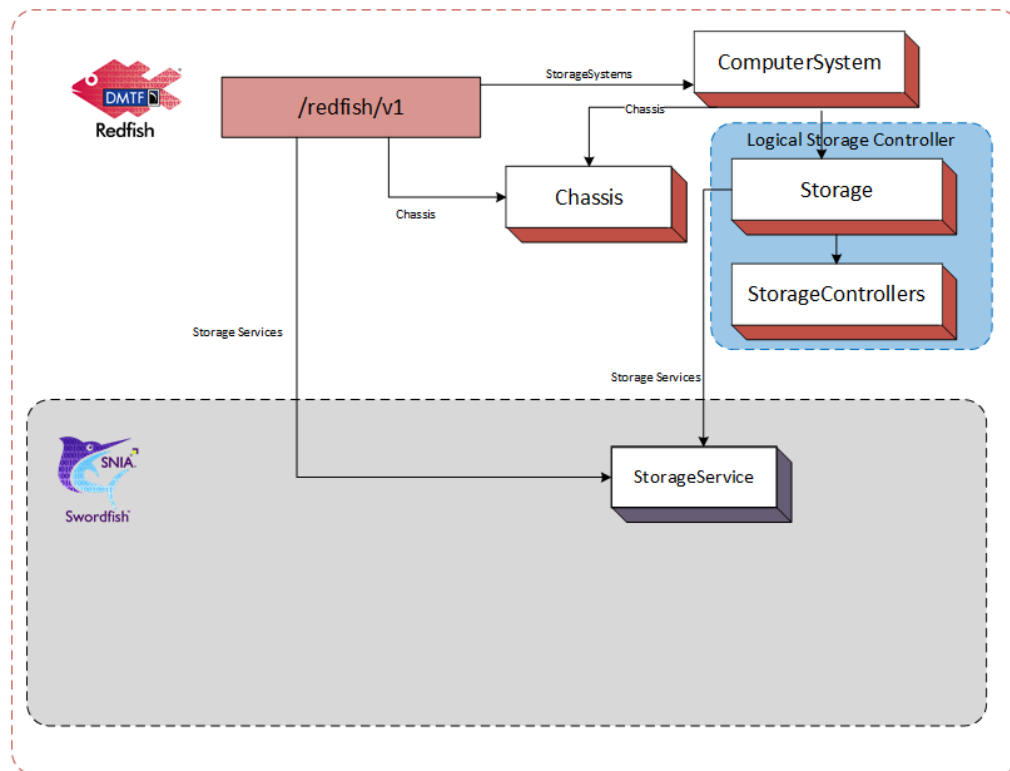 ComputerSystem
StorageSystems
DMTF
Redfish
/redfish/v1
Chassis
Logical Storage Controller
Storage
Chassis
Chassis
StorageControllers
Storage Services
Storage Services
SNIA
StorageService
Swordfish